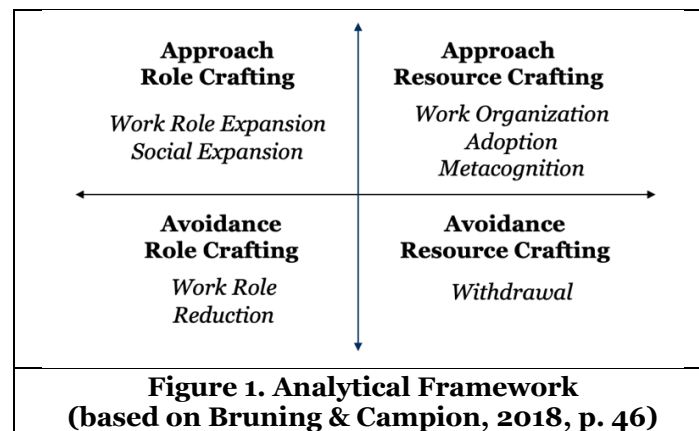 Approach
Role Crafting
Work Role Expansion
Social Expansion
Approach
Resource Crafting
Work Organization
Adoption
Metacognition
Avoidance
Role Crafting
Work Role
Reduction
Avoidance
Resource Crafting
Withdrawal
Figure 1. Analytical Framework
(based on Bruning & Campion, 2018, p. 46)